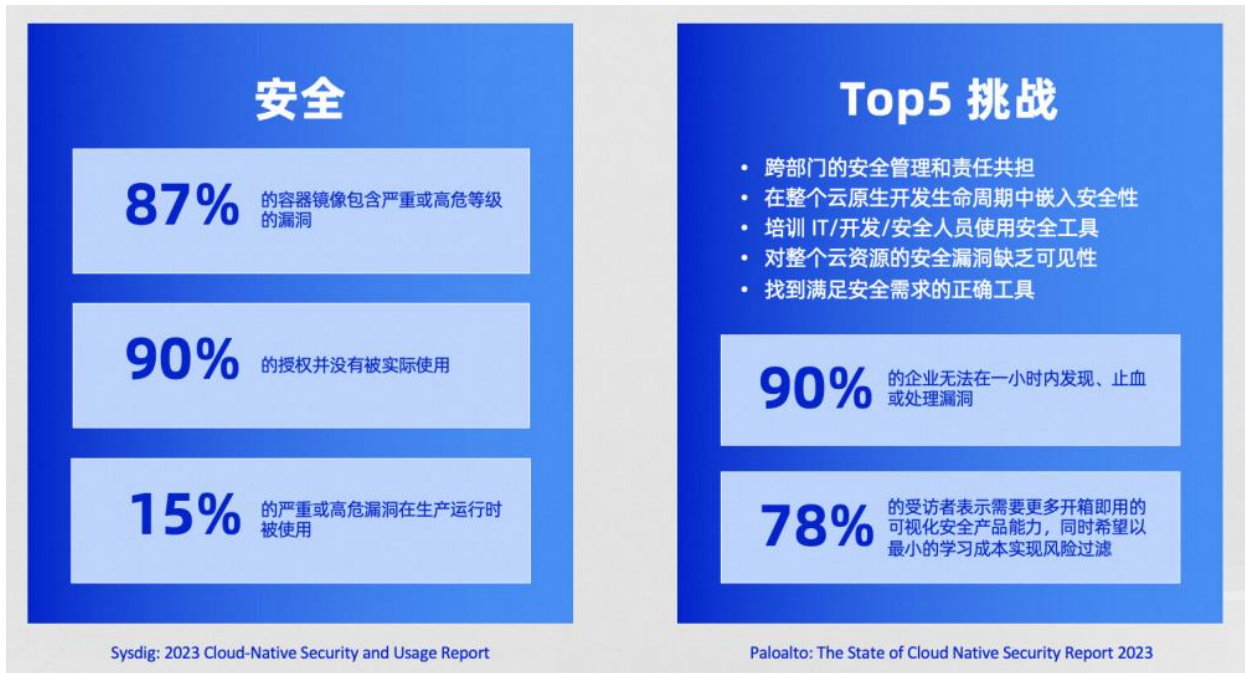 安全
87%
的容器镜像包含严重或高危等级
的漏洞
90%
的授权并没有被实际使用
15%
的严重或高危漏洞在生产运行时
被使用
Sysdig: 2023 Cloud-Native Security and Usage Report
Top5 挑战
• 跨部门的安全管理和责任共担
• 在整个云原生开发生命周期中嵌入安全性
• 培训 IT/开发/安全人员使用安全工具
• 对整个云资源的安全漏洞缺乏可见性
• 找到满足安全需求的正确工具
90%
的企业无法在一小时内发现、止血
或处理漏洞
78%
的受访者表示需要更多开箱即用的
可视化安全产品能力，同时希望以
最小的学习成本实现风险过滤
Paloalto: The State of Cloud Native Security Report 2023